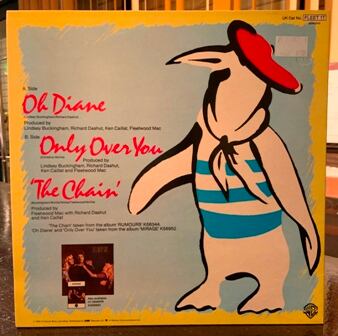 UK Cat No. FLEET 1T
A. Side
Oh Diane
(Lindsey Buckingham/Richard Dashut)
Produced by
Lindsey Buckingham, Richard Dashut, Ken Caillat, Fleetwood Mac
B. Side
Only Over You
Produced by
Lindsey Buckingham, Richard Dashut,
Ken Caillat and Fleetwood Mac
'The Chain'
Produced by
Fleetwood Mac with Richard Dashut
and Ken Caillat
'The Chain' taken from the album 'RUMOURS' K56344.
'Oh Diane' and 'Only Over You' taken from the album 'MIRAGE' K56952.